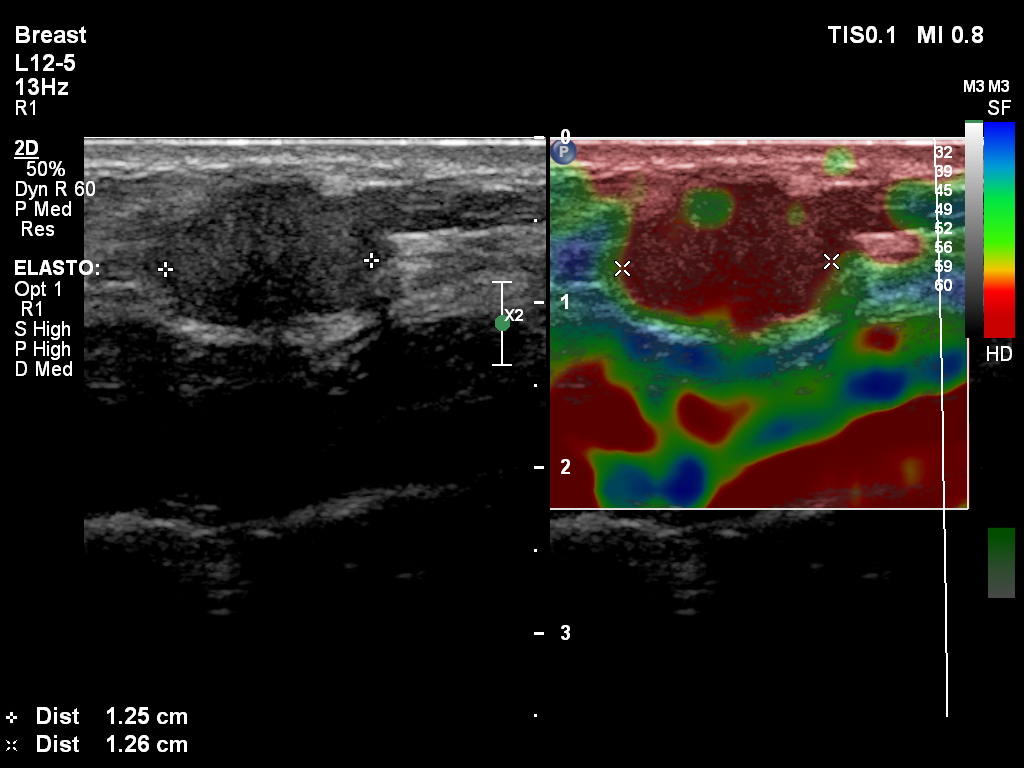 Breast
TIS0.1 MI 0.8
L12-5
13Hz
R1
M3 M3
SF
2D
50%
Dyn R 60
P Med
Res
ELASTO:
Opt 1
R1
S High
P High
D Med
X2
P
0
1
2
3
32
39
45
49
52
56
59
60
HD
Dist 1.25 cm
Dist 1.26 cm